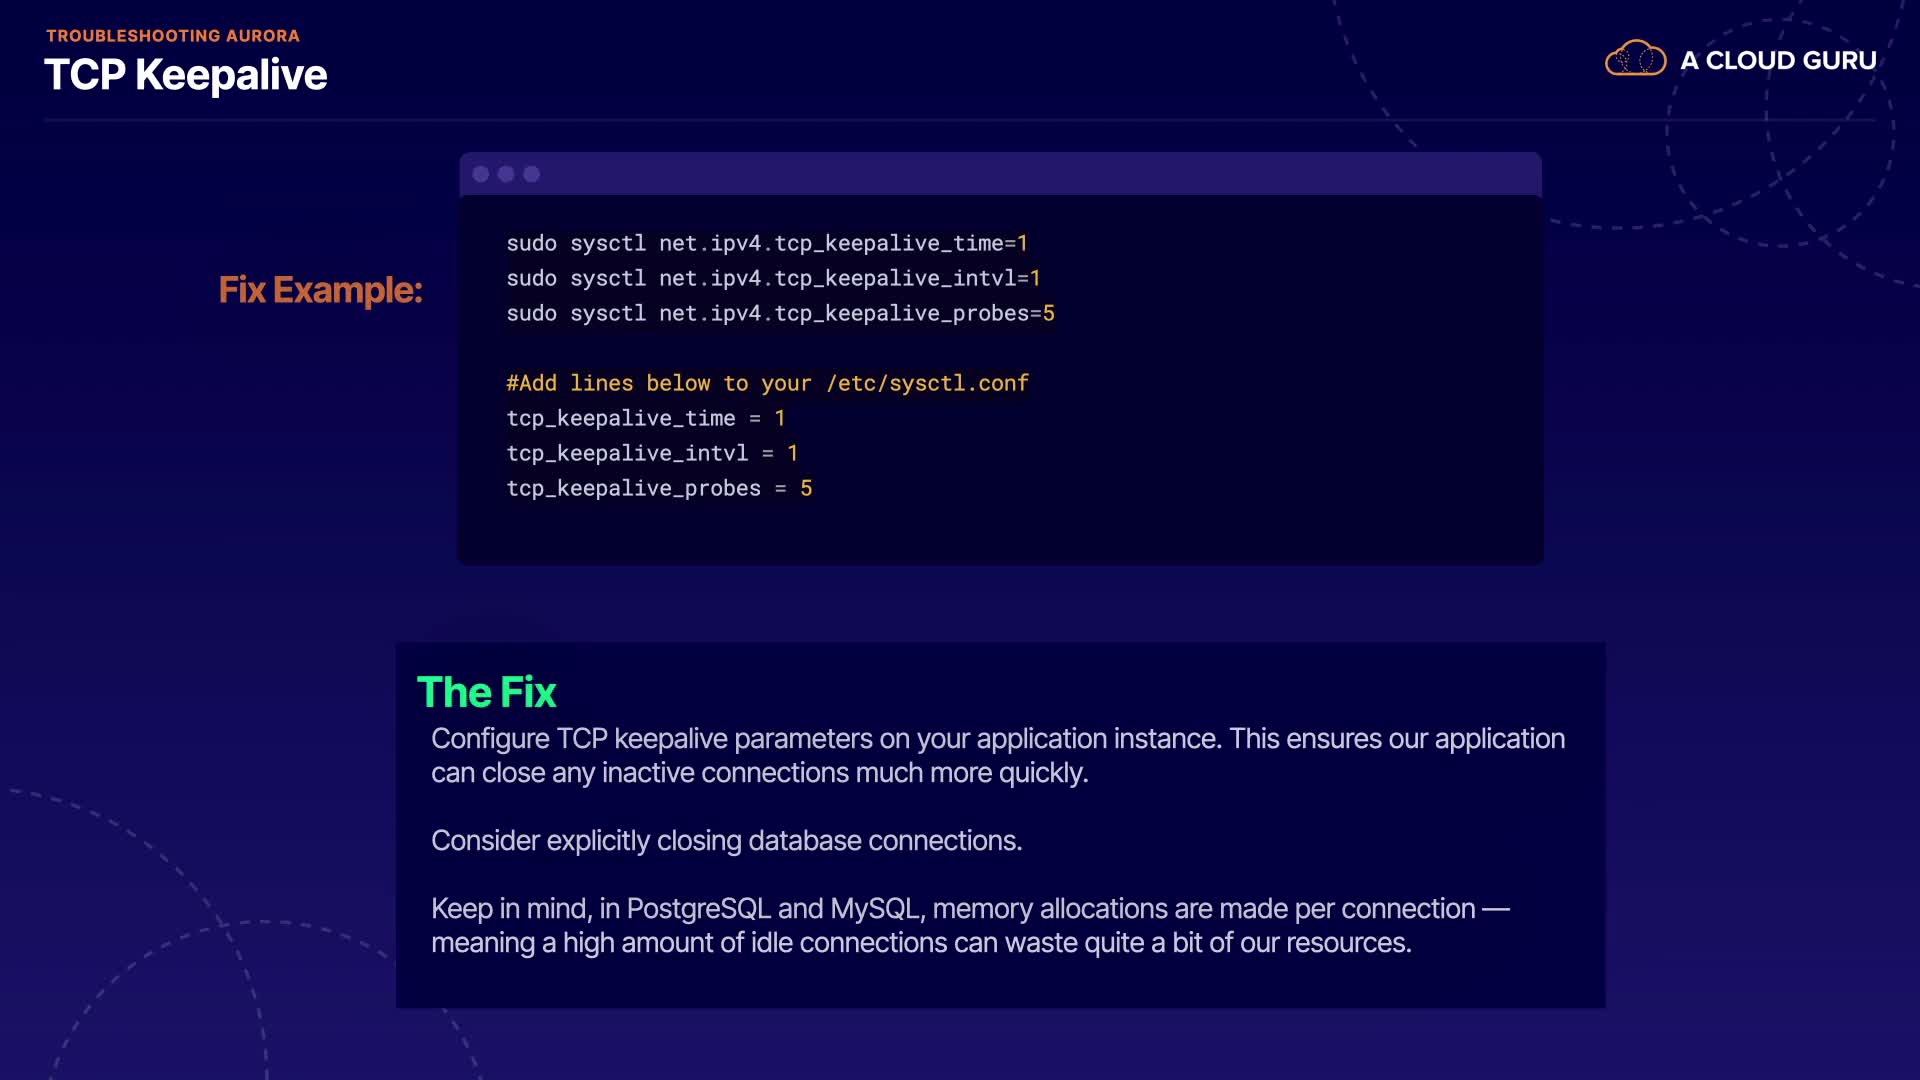 TROUBLESHOOTING AURORA
TCP Keepalive
A CLOUD GURU
Fix Example:
sudo sysctl net.ipv4.tcp_keepalive_time=1
sudo sysctl net.ipv4.tcp_keepalive_intvl=1
sudo sysctl net.ipv4.tcp_keepalive_probes=5
#Add lines below to your /etc/sysctl.conf
tcp_keepalive_time = 1
tcp_keepalive_intvl = 1
tcp_keepalive_probes = 5
The Fix
Configure TCP keepalive parameters on your application instance. This ensures our application
can close any inactive connections much more quickly.
Consider explicitly closing database connections.
Keep in mind, in PostgreSQL and MySQL, memory allocations are made per connection —
meaning a high amount of idle connections can waste quite a bit of our resources.